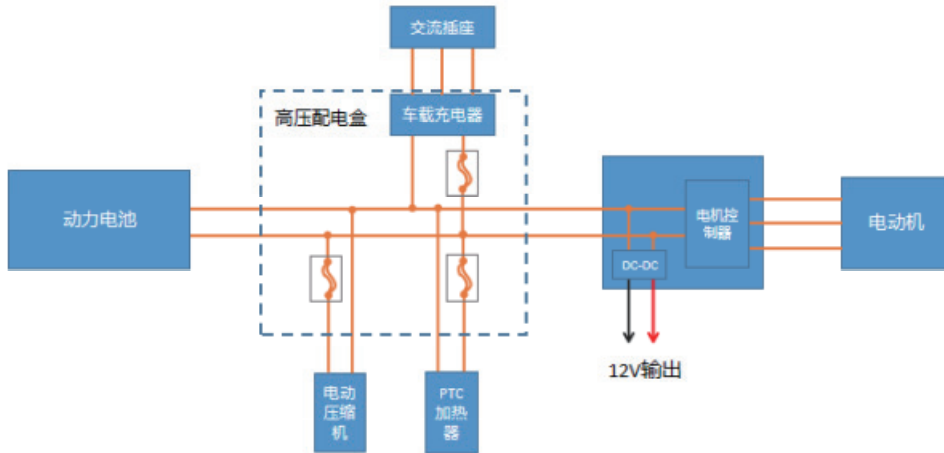 交流插座
高压配电盒
车载充电器
动力电池
电机控
制器
电动机
DC-DC
12V输出
电动
压缩
机
PTC
加热
器